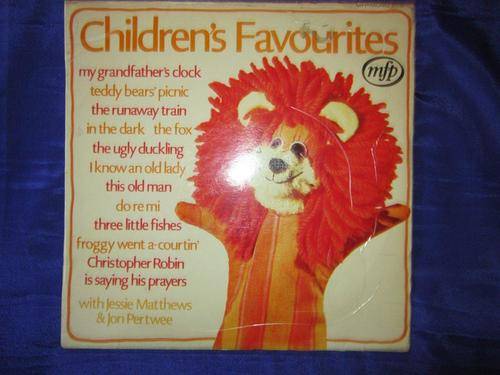 Children's Favourites
mfp
my grandfather's clock
teddy bears' picnic
the runaway train
in the dark the fox
the ugly duckling
I know an old lady
this old man
do re mi
three little fishes
froggy went a-courtin'
Christopher Robin
is saying his prayers
with Jessie Matthews
& Jon Pertwee